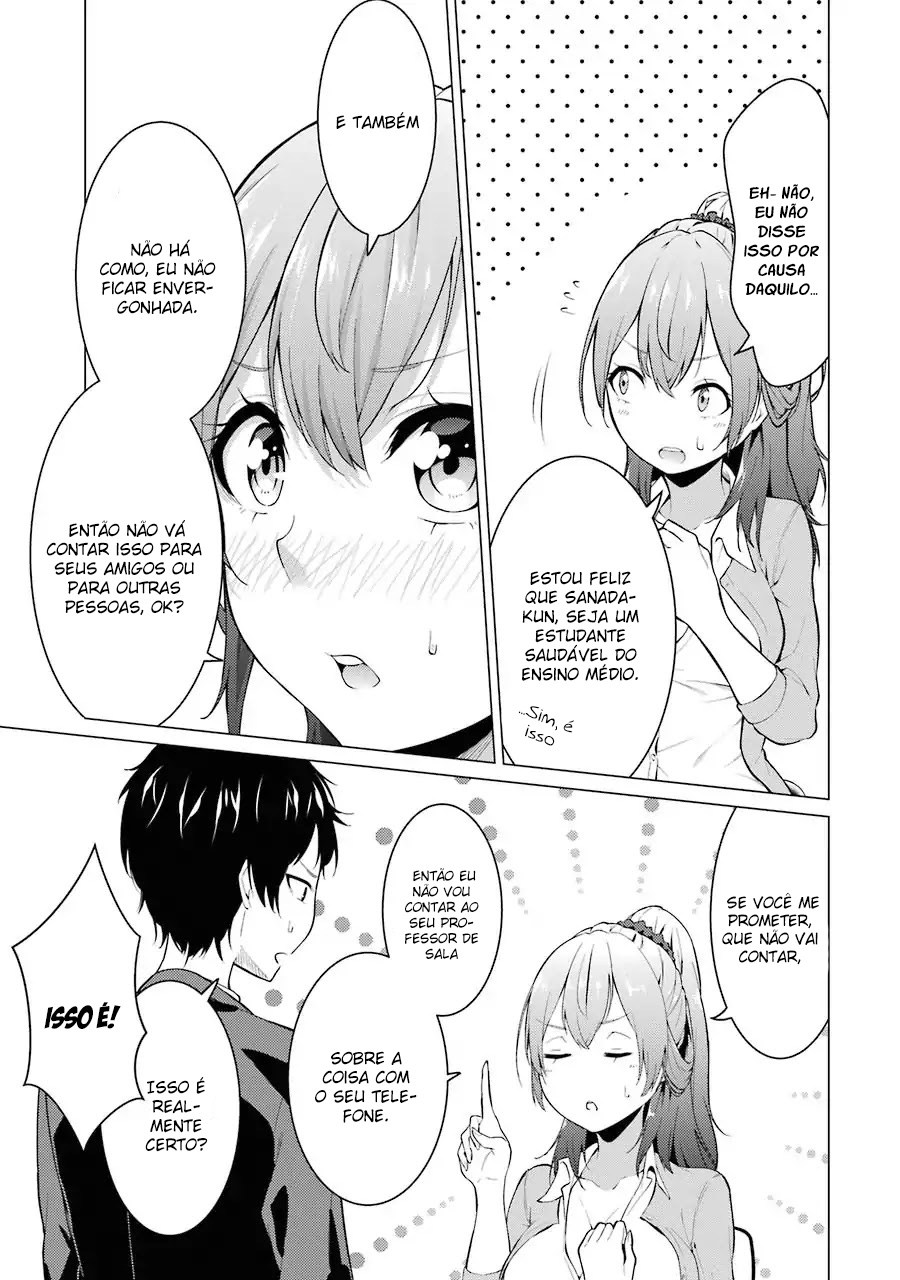 EH- NÃO,
EU NÃO
DISSE
ISSO POR
CAUSA
DAQUILO...
ESTOU FELIZ
QUE SANADA-
KUN, SEJA UM
ESTUDANTE
SAUDÁVEL DO
ENSINO MÉDIO.
...Sim, é
isso
E TAMBÉM
NÃO HÁ
COMO, EU NÃO
FICAR ENVER-
GONHADA.
ENTÃO NÃO VÁ
CONTAR ISSO PARA
SEUS AMIGOS OU
PARA OUTRAS
PESSOAS, OK?
SE VOCÊ ME
PROMETER,
QUE NÃO VAI
CONTAR,
ENTÃO EU
NÃO VOU
CONTAR AO
SEU PRO-
FESSOR DE
SALA
SOBRE A
COISA COM
O SEU TELE-
FONE.
ISSO É
REAL-
MENTE
CERTO?
ISSO É!